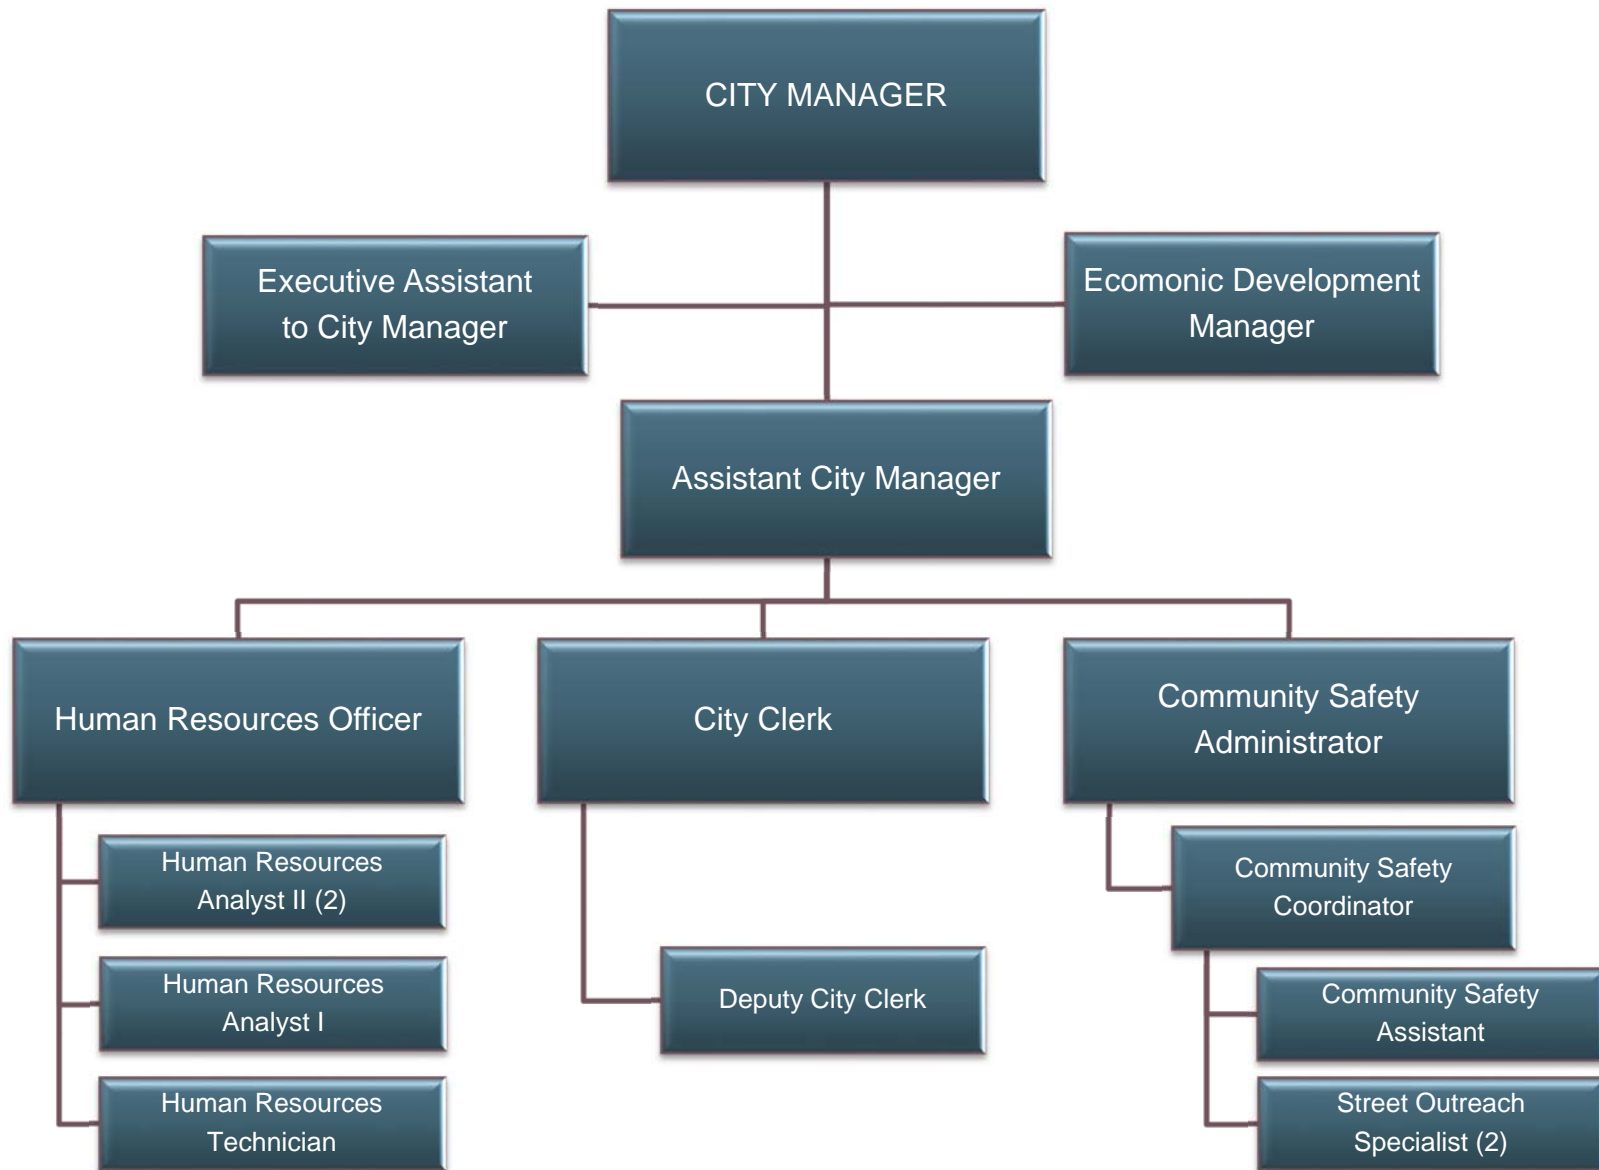 CITY MANAGER
Executive Assistant
to City Manager
Ecomonic Development
Manager
Assistant City Manager
Human Resources Officer
City Clerk
Community Safety
Administrator
Human Resources
Analyst II (2)
Human Resources
Analyst I
Human Resources
Technician
Deputy City Clerk
Community Safety
Coordinator
Community Safety
Assistant
Street Outreach
Specialist (2)